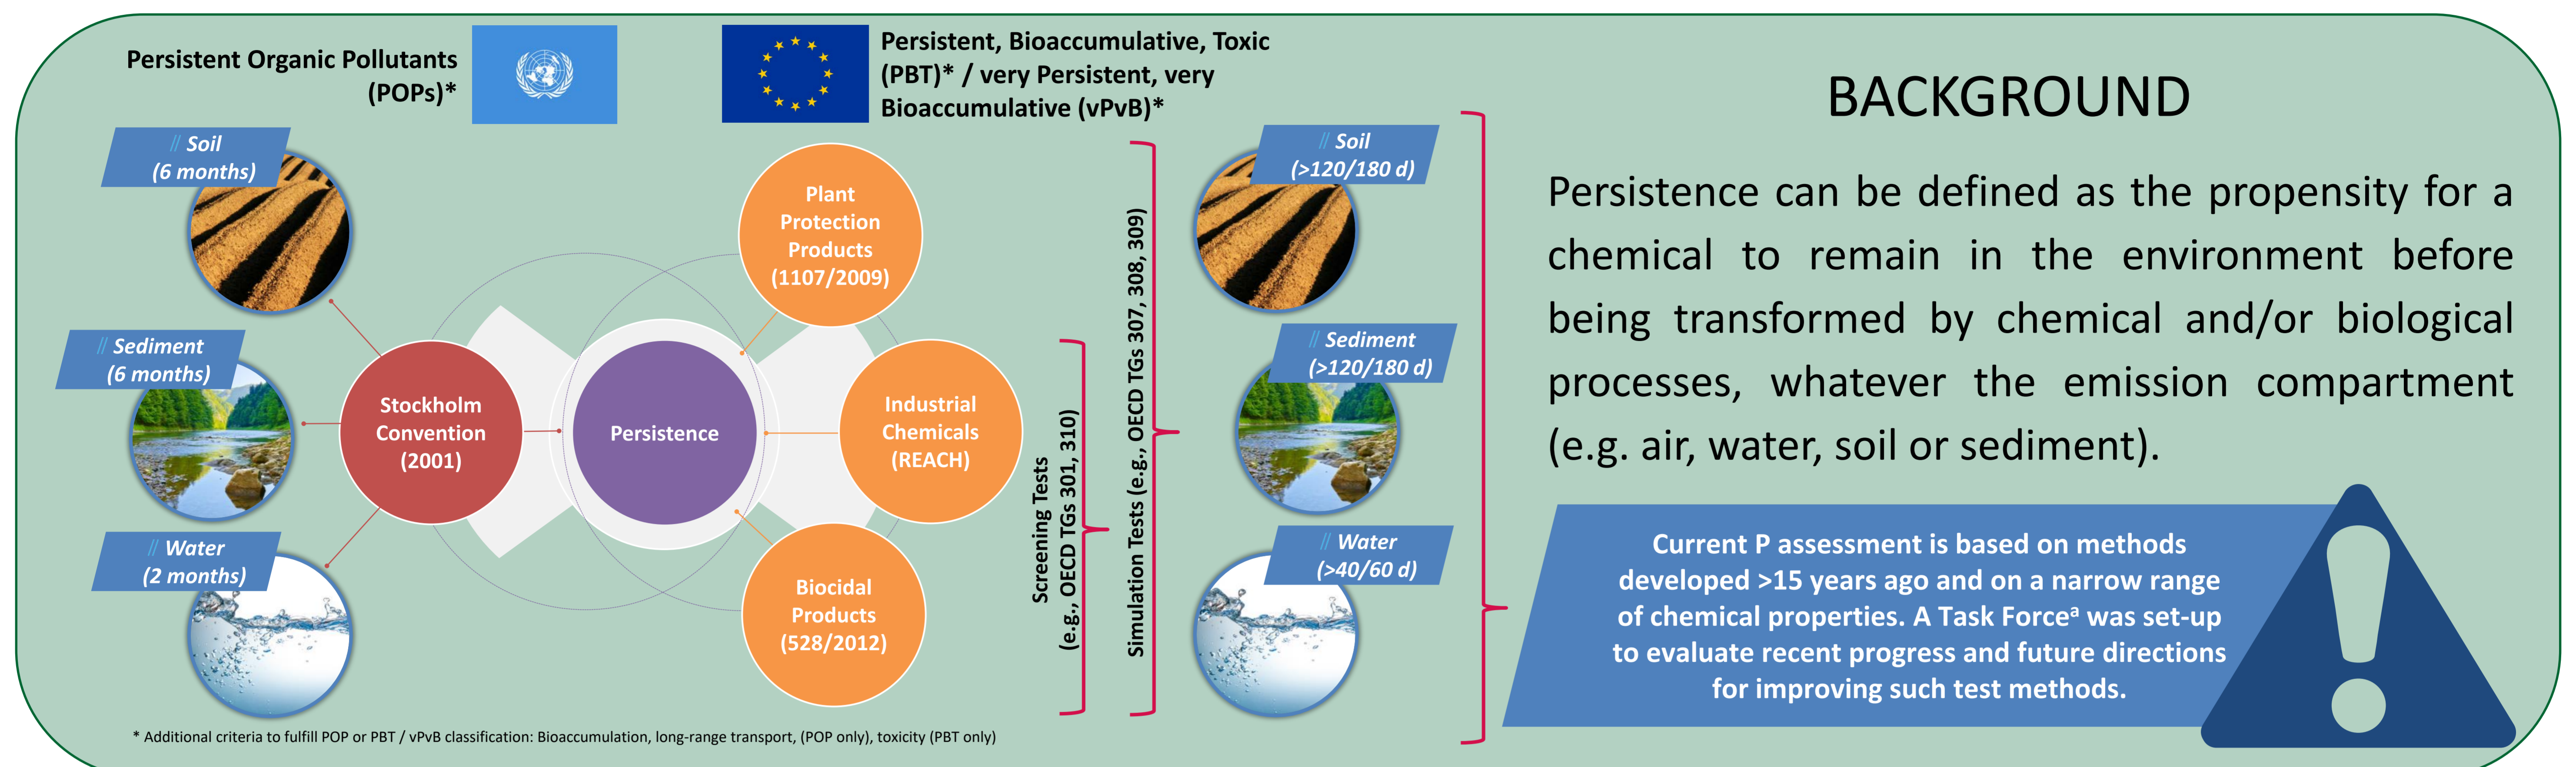 Persistent Organic Pollutants
(POPs)*
Persistent, Bioaccumulative, Toxic
(PBT)* / very Persistent, very
Bioaccumulative (vPvB)*
// Soil
(6 months)
// Sediment
(6 months)
// Water
(2 months)
Stockholm
Convention
(2001)
Persistence
Plant
Protection
Products
(1107/2009)
Industrial
Chemicals
(REACH)
Biocidal
Products
(528/2012)
Screening Tests
(e.g., OECD TGs 301, 310)
Simulation Tests (e.g., OECD TGs 307, 308, 309)
// Soil
(>120/180 d)
// Sediment
(>120/180 d)
// Water
(>40/60 d)
* Additional criteria to fulfill POP or PBT / vPvB classification: Bioaccumulation, long-range transport, (POP only), toxicity (PBT only)
BACKGROUND
Persistence can be defined as the propensity for a
chemical to remain in the environment before
being transformed by chemical and/or biological
processes, whatever the emission compartment
(e.g. air, water, soil or sediment).
Current P assessment is based on methods
developed >15 years ago and on a narrow range
of chemical properties. A Task Forceᵃ was set-up
to evaluate recent progress and future directions
for improving such test methods.